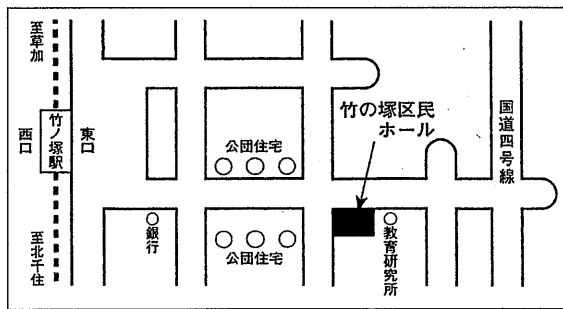 至草加
西口
竹ノ塚駅
東口
至北千住
銀行
公団住宅
公団住宅
竹の塚区民
ホール
教育研究所
国道四号線